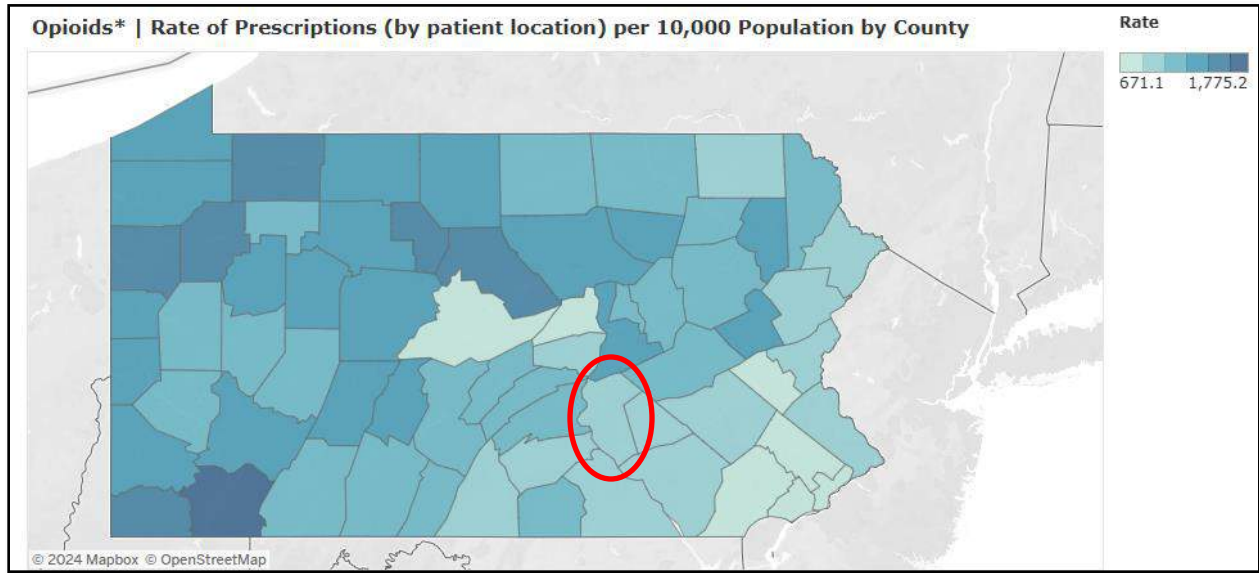 Opioids* | Rate of Prescriptions (by patient location) per 10,000 Population by County
Rate
671.1 1,775.2
© 2024 Mapbox © OpenStreetMap